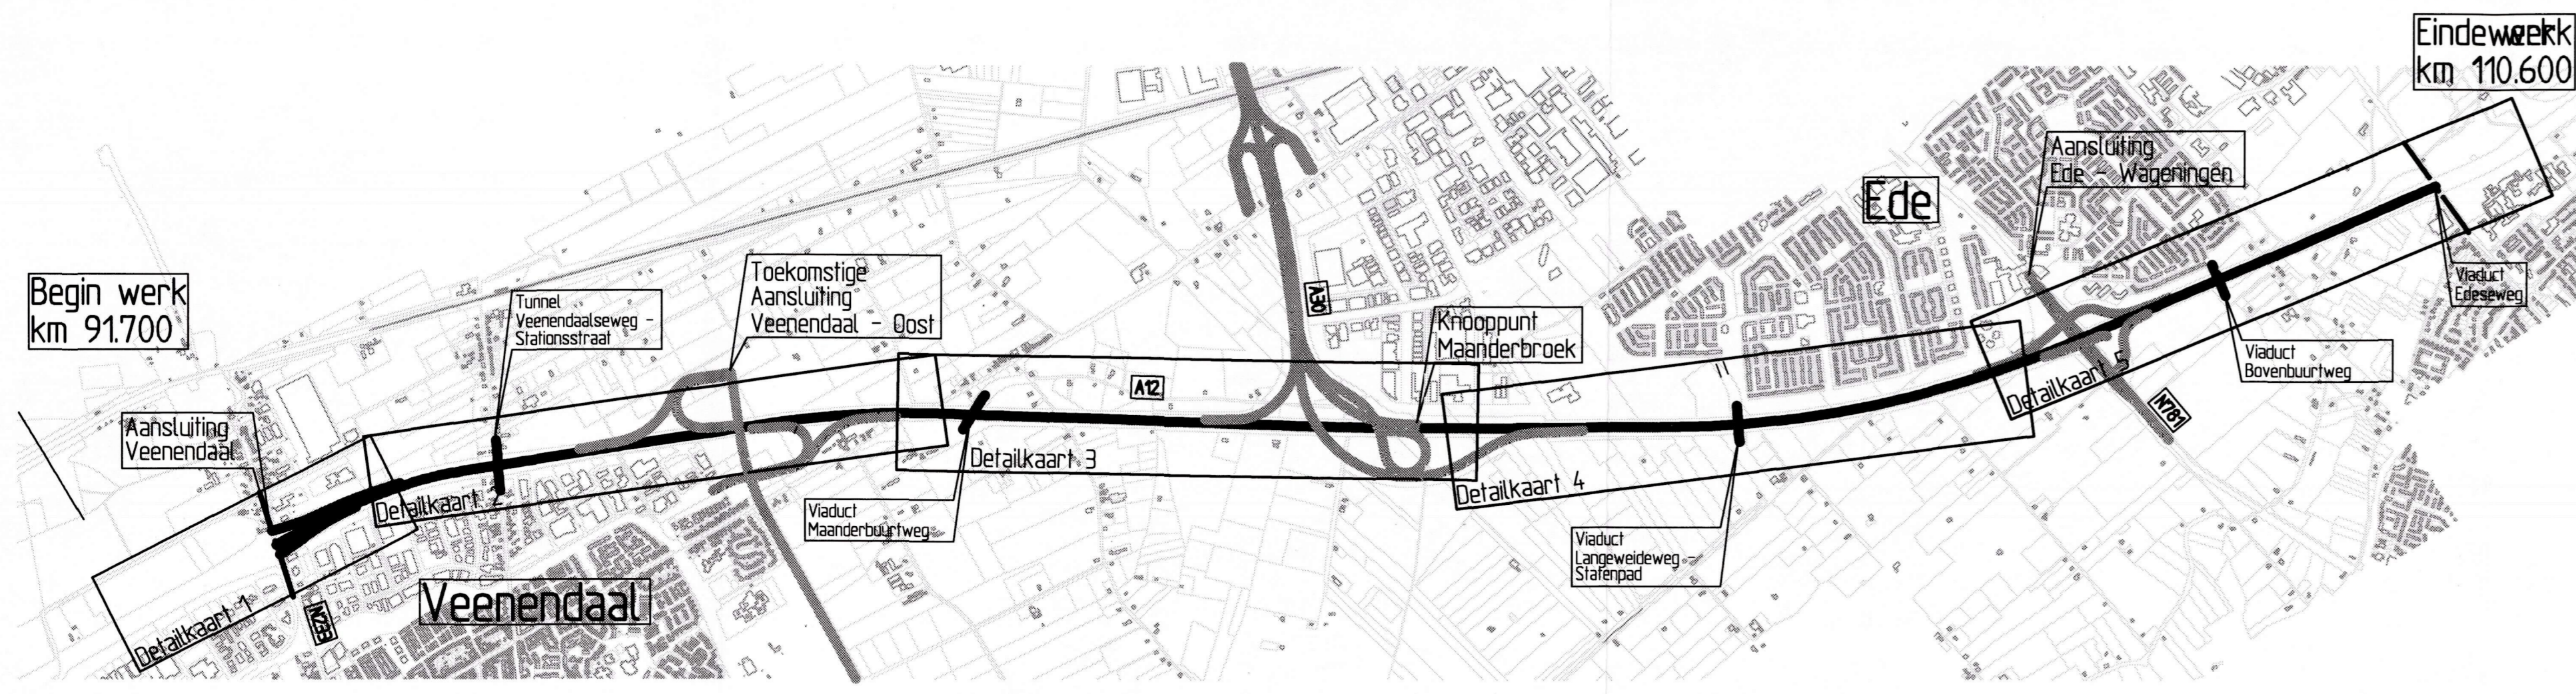 Begin werk
km 91.700
Aansluiting
Veenendaal
Detailkaart 1
N233
Detailkaart 2
Veenendaal
Tunnel
Veenendaalseweg -
Stationsstraat
Toekomstige
Aansluiting
Veenendaal - Oost
Viaduct
Maanderbuurtweg
Detailkaart 3
A12
A30
Knooppunt
Maanderbroek
Detailkaart 4
Viaduct
Langeweideweg -
Stafenpad
Ede
Aansluiting
Ede - Wageningen
Detailkaart 5
N781
Viaduct
Bovenbuurtweg
Viaduct
Edeseweg
km 110.600